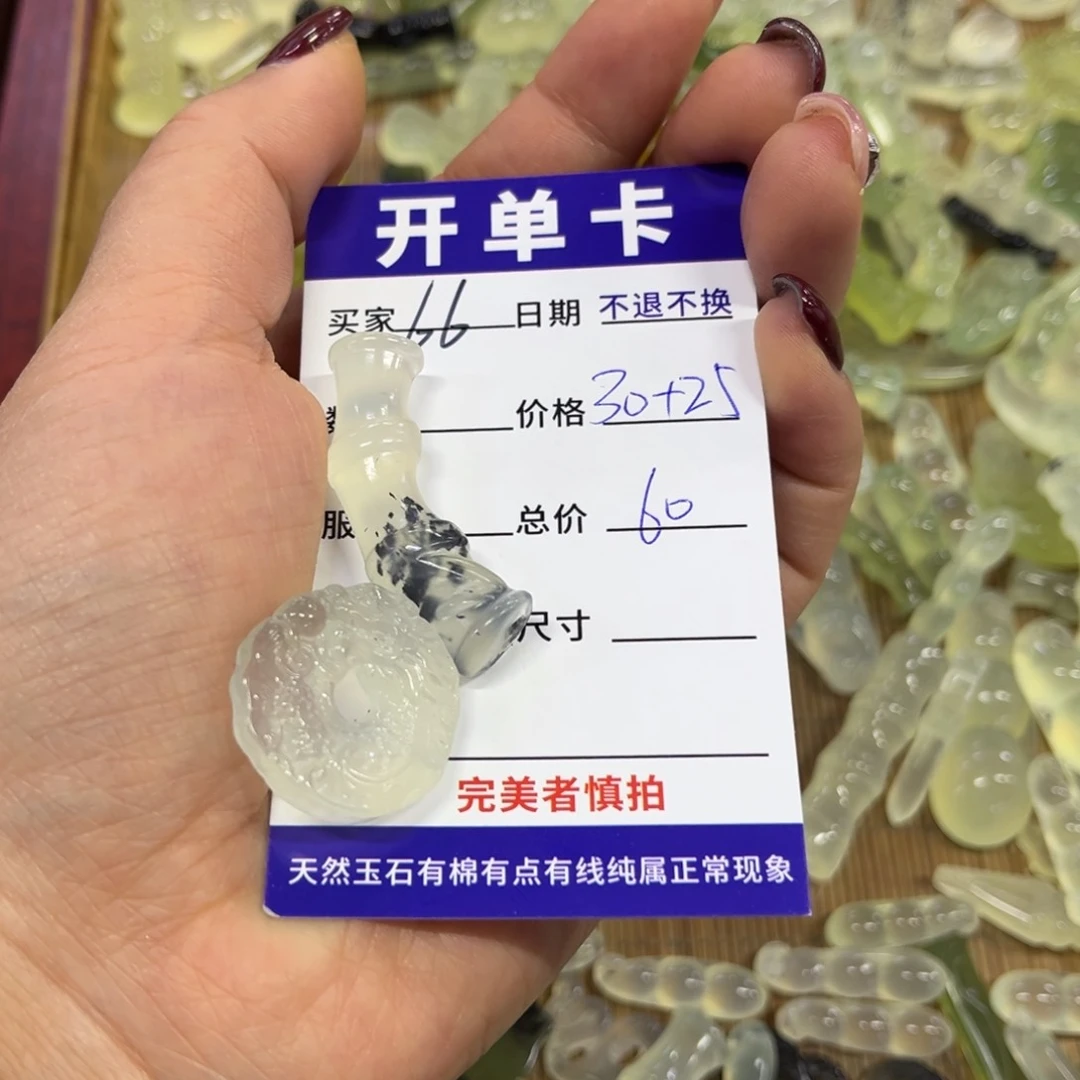 开单卡
买家 66 日期 不退不换
价格 30+25
服 总价 60
尺寸
完美者慎拍
天然玉石有棉有点有线纯属正常现象